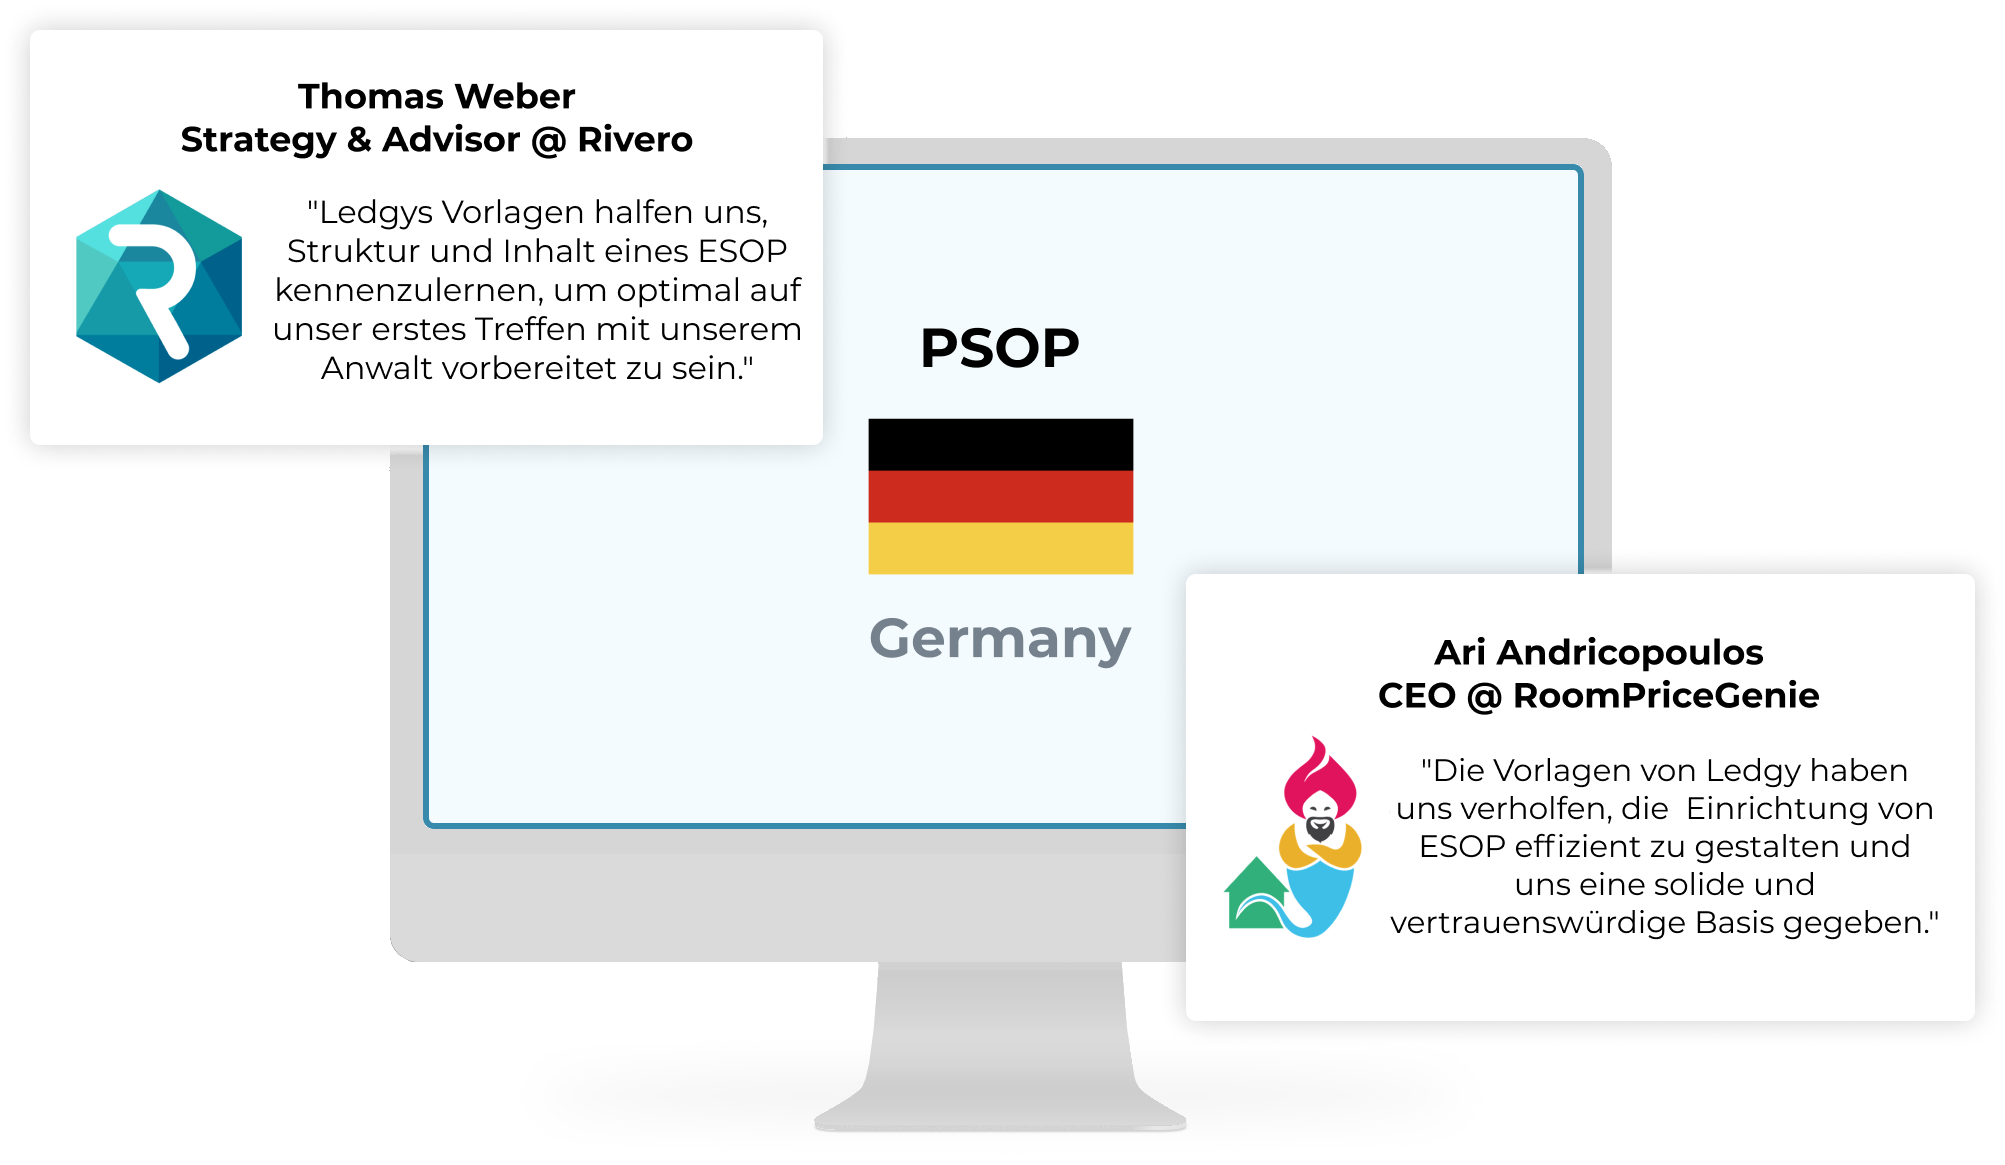 Thomas Weber
Strategy & Advisor @ Rivero
"Ledgys Vorlagen halfen uns,
Struktur und Inhalt eines ESOP
kennenzulernen, um optimal auf
unser erstes Treffen mit unserem
Anwalt vorbereitet zu sein."
PSOP
Germany
Ari Andricopoulos
CEO @ RoomPriceGenie
"Die Vorlagen von Ledgy haben
uns verholfen, die  Einrichtung von
ESOP effizient zu gestalten und
uns eine solide und
vertrauenswürdige Basis gegeben."